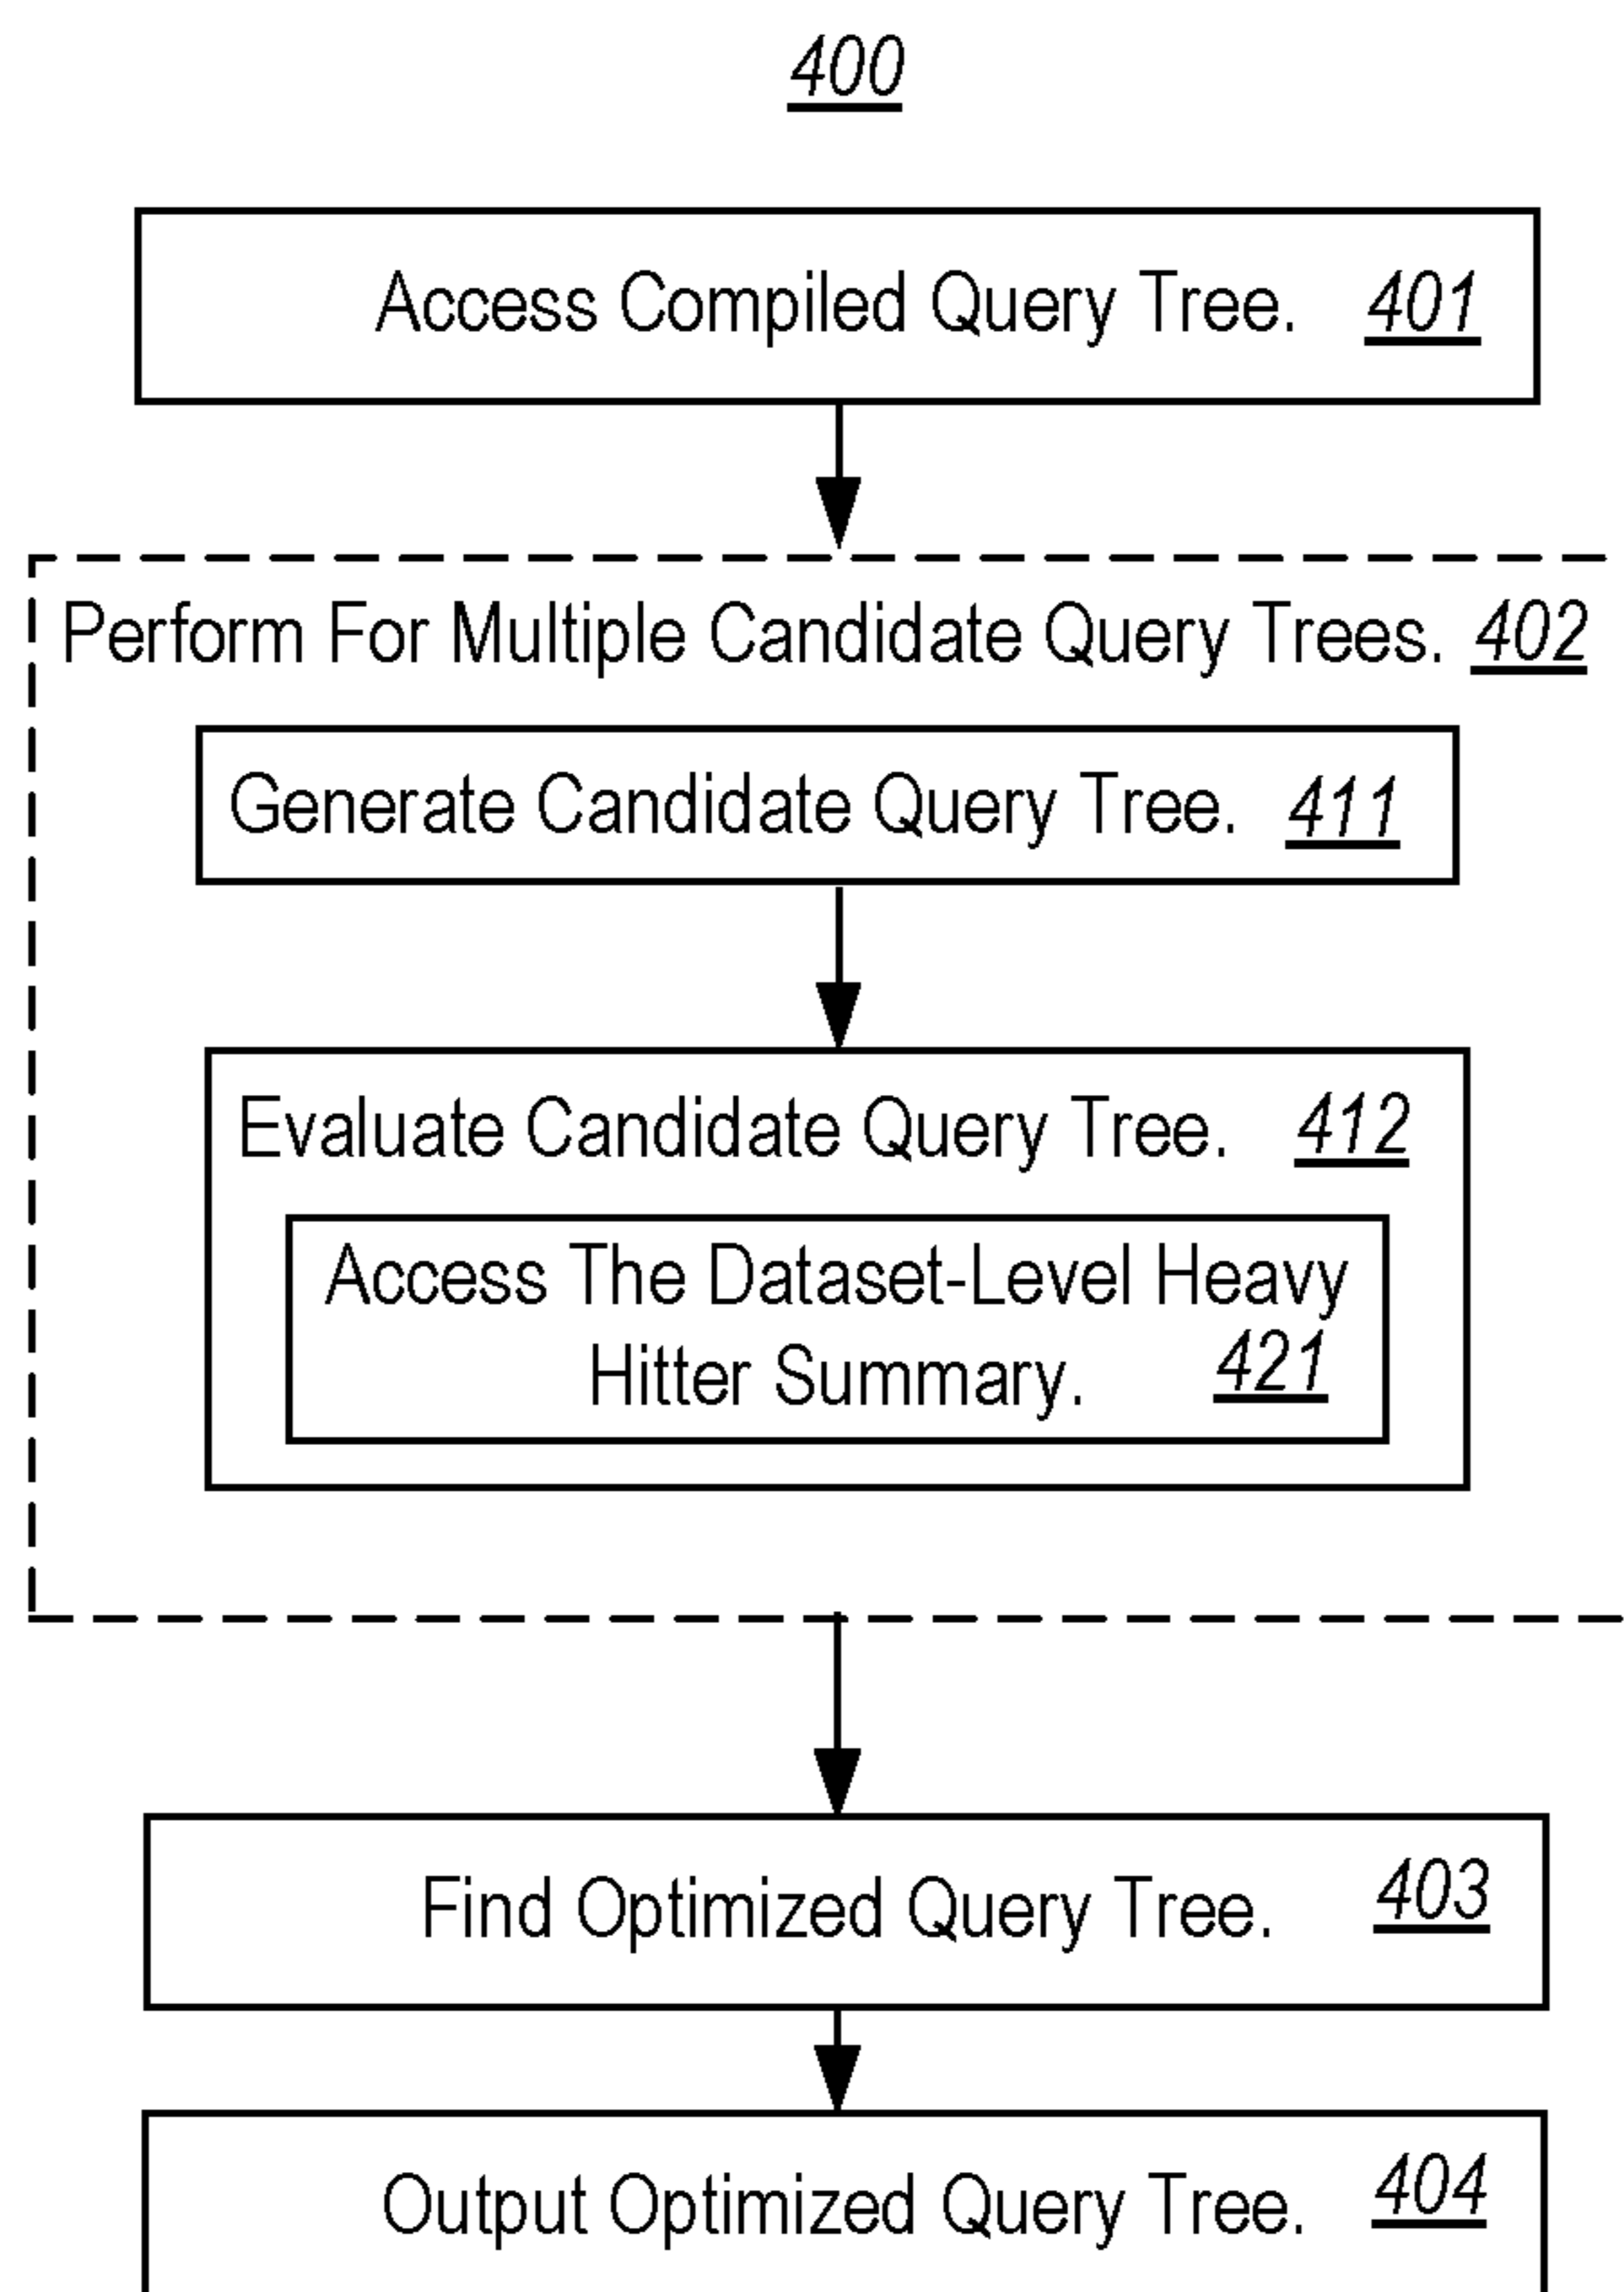 400
Access Compiled Query Tree. 401
Perform For Multiple Candidate Query Trees. 402
Generate Candidate Query Tree. 411
Evaluate Candidate Query Tree. 412
Access The Dataset-Level Heavy
Hitter Summary. 421
Find Optimized Query Tree. 403
Output Optimized Query Tree. 404